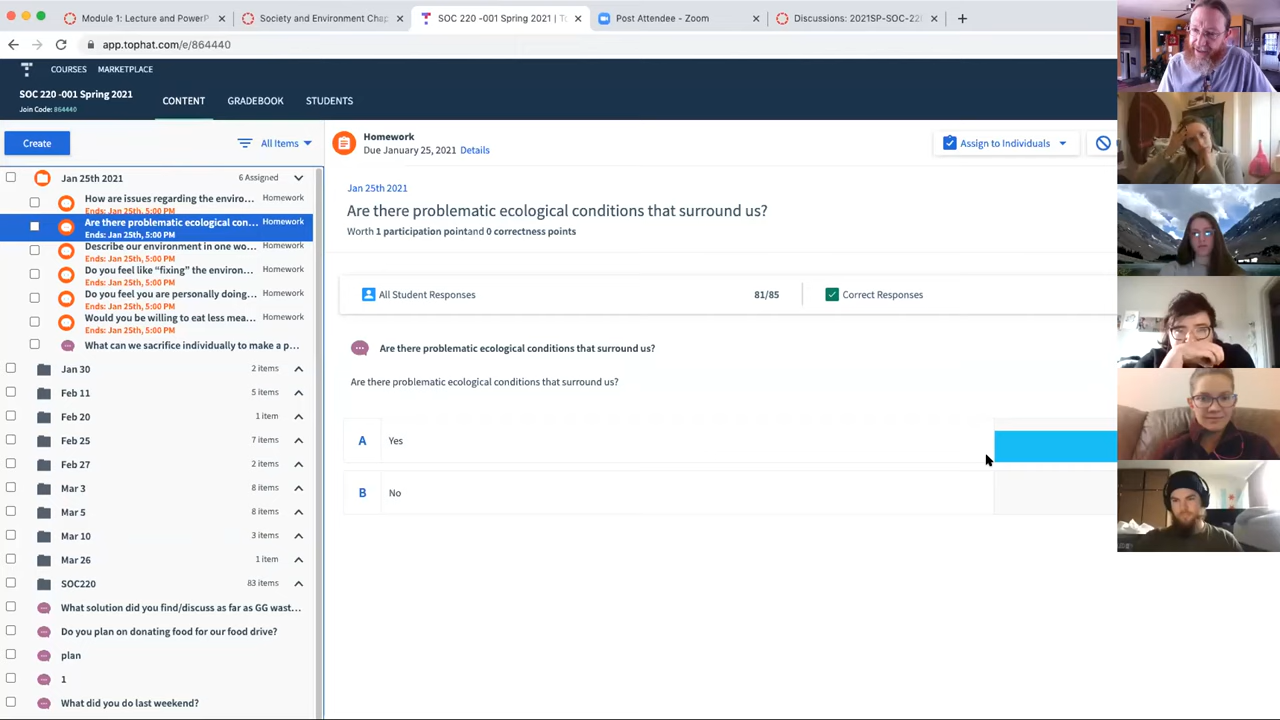 Module 1: Lecture and PowerP
Society and Environment Chap
SOC 220 -001 Spring 2021 | T
Post Attendee - Zoom
Discussions: 2021SP-SOC-22
app.tophat.com/e/864440
COURSES
MARKETPLACE
SOC 220 -001 Spring 2021
Join Code: 864440
CONTENT
GRADEBOOK
STUDENTS
Create
All Items
Jan 25th 2021
6 Assigned
How are issues regarding the enviro...
Homework
Ends: Jan 25th, 5:00 PM
Are there problematic ecological con...
Homework
Ends: Jan 25th, 5:00 PM
Describe our environment in one wo...
Homework
Ends: Jan 25th, 5:00 PM
Do you feel like “fixing” the environ...
Homework
Ends: Jan 25th, 5:00 PM
Do you feel you are personally doing...
Homework
Ends: Jan 25th, 5:00 PM
Would you be willing to eat less mea...
Homework
Ends: Jan 25th, 5:00 PM
What can we sacrifice individually to make a p...
Jan 30
2 items
Feb 11
5 items
Feb 20
1 item
Feb 25
7 items
Feb 27
2 items
Mar 3
8 items
Mar 5
8 items
Mar 10
3 items
Mar 26
1 item
SOC220
83 items
What solution did you find/discuss as far as GG wast...
Do you plan on donating food for our food drive?
plan
1
What did you do last weekend?
Homework
Due January 25, 2021 Details
Assign to Individuals
Jan 25th 2021
Are there problematic ecological conditions that surround us?
Worth 1 participation pointand 0 correctness points
All Student Responses
81/85
Correct Responses
Are there problematic ecological conditions that surround us?
Are there problematic ecological conditions that surround us?
A
Yes
B
No